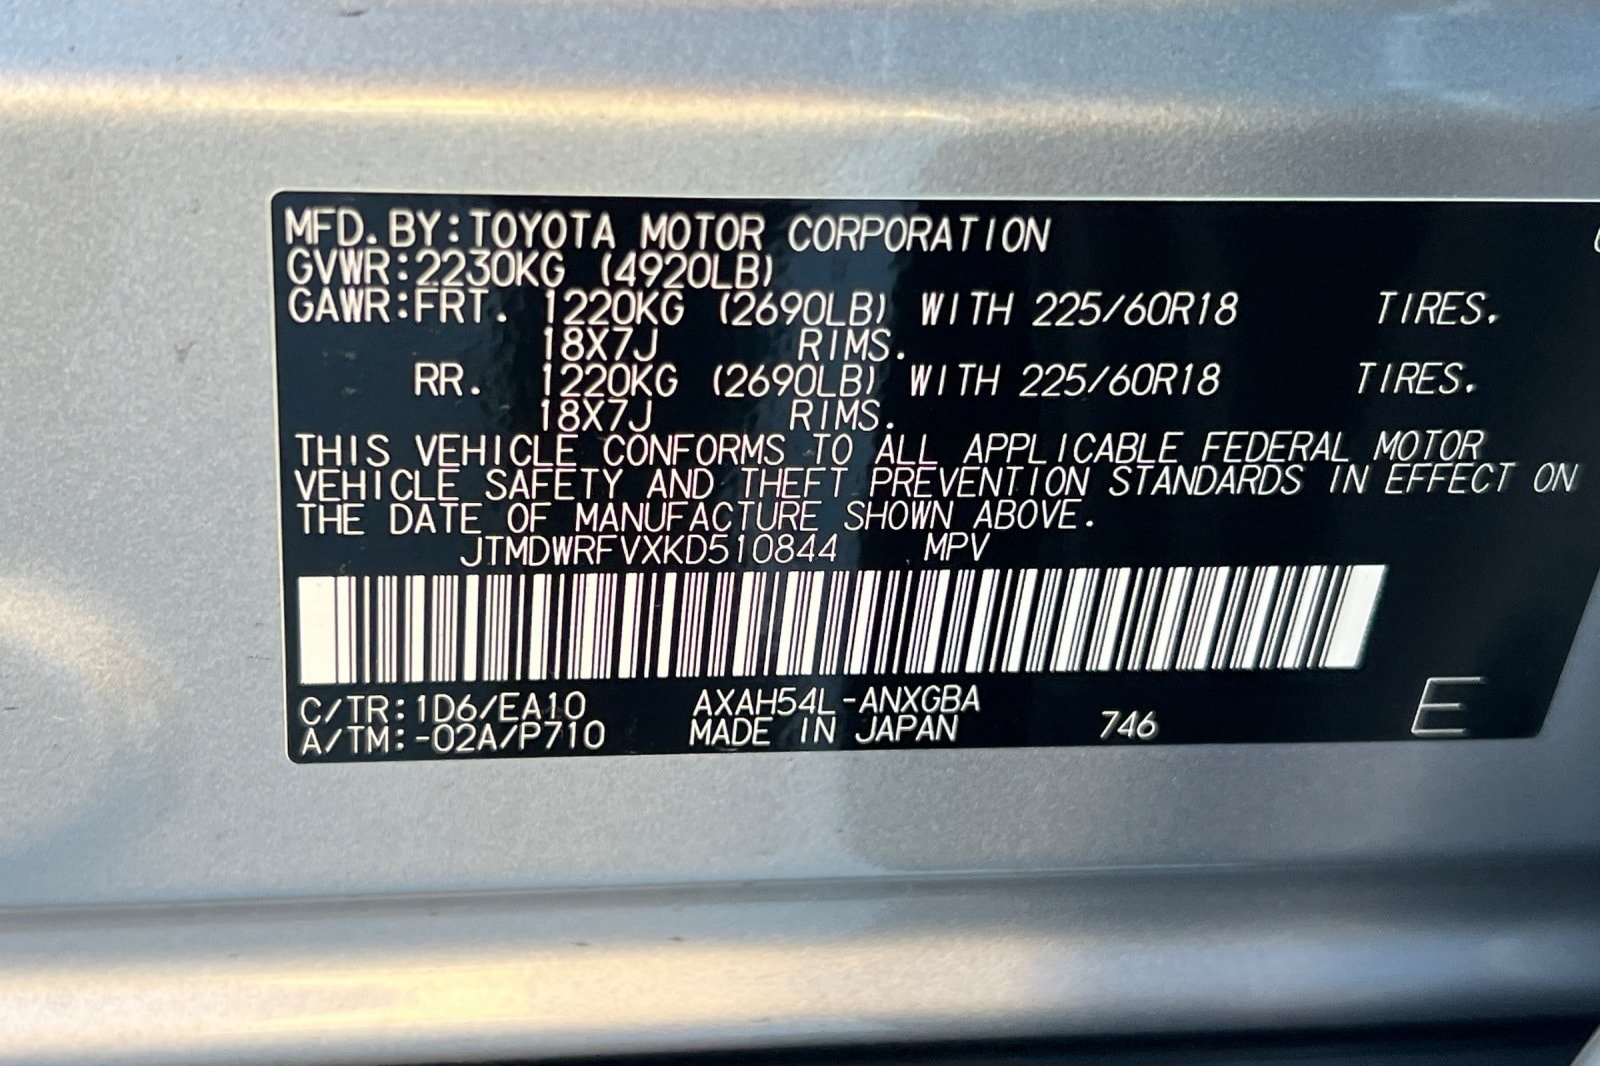 MFD. BY: TOYOTA MOTOR CORPORATION
GVWR: 2230KG (4920LB)
GAWR: FRT. 1220KG (2690LB) WITH 225/60R18 TIRES.
18X7J RIMS.
RR. 1220KG (2690LB) WITH 225/60R18 TIRES.
18X7J RIMS.
THIS VEHICLE CONFORMS TO ALL APPLICABLE FEDERAL MOTOR
VEHICLE SAFETY AND THEFT PREVENTION STANDARDS IN EFFECT ON
THE DATE OF MANUFACTURE SHOWN ABOVE.
JTMDWRFVXKD510844 MPV
C/TR: 1D6/EA10 AXAH54L-ANXGBA
A/TM: -02A/P710 MADE IN JAPAN 746 E